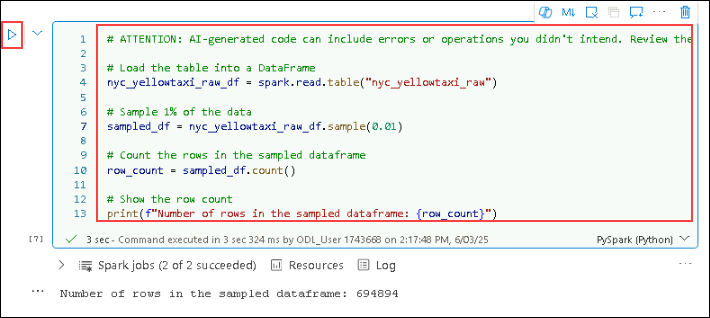 M↓
1 # ATTENTION: AI-generated code can include errors or operations you didn't intend. Review the
2
3 # Load the table into a DataFrame
4 nyc_yellowtaxi_raw_df = spark.read.table("nyc_yellowtaxi_raw")
5
6 # Sample 1% of the data
7 sampled_df = nyc_yellowtaxi_raw_df.sample(0.01)
8
9 # Count the rows in the sampled dataframe
10 row_count = sampled_df.count()
11
12 # Show the row count
13 print(f"Number of rows in the sampled dataframe: {row_count}")
[7] 3 sec - Command executed in 3 sec 324 ms by ODL_User 1743668 on 2:17:48 PM, 6/03/25 PySpark (Python)
Spark jobs (2 of 2 succeeded) Resources Log ...
... Number of rows in the sampled dataframe: 694894